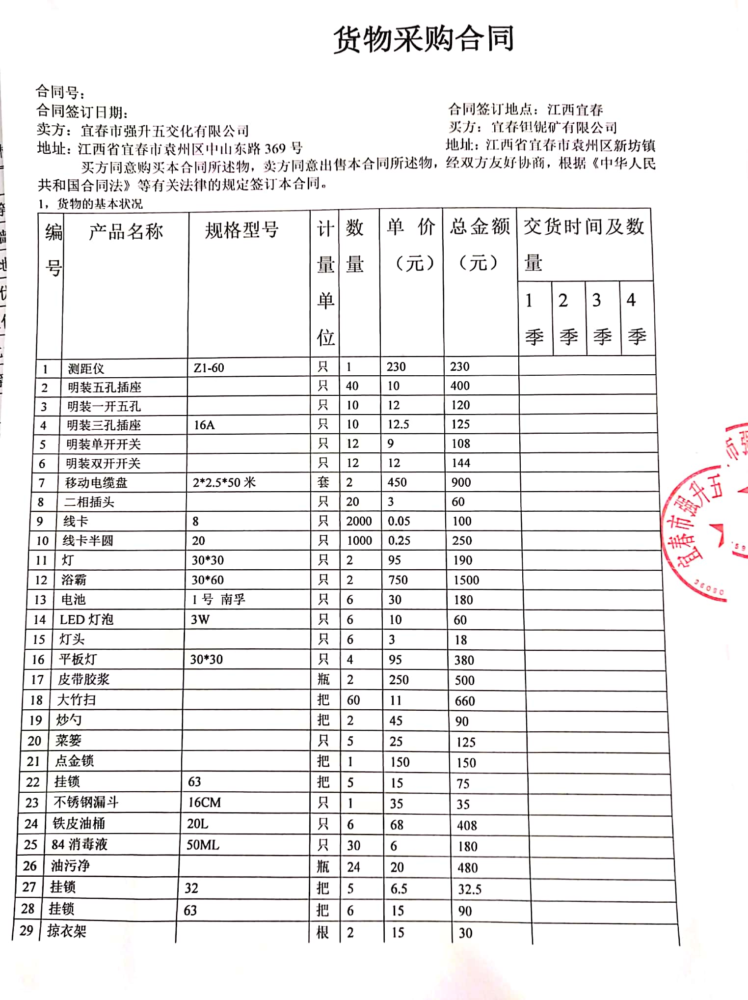 货物采购合同
合同号:
合同签订日期:
合同签订地点: 江西宜春
卖方: 宜春市强升五交化有限公司
买方: 宜春钽铌矿有限公司
地址: 江西省宜春市袁州区中山东路 369 号
地址: 江西省宜春市袁州区新坊镇
买方同意购买本合同所述物，卖方同意出售本合同所述物，经双方友好协商，根据《中华人民
共和国合同法》等有关法律的规定签订本合同。
1，货物的基本状况
编号 产品名称 规格型号 计量单位 数量 单价（元） 总金额（元） 交货时间及数量
1季 2季 3季 4季
1 测距仪 Z1-60 只 1 230 230
2 明装五孔插座 只 40 10 400
3 明装一开五孔 只 10 12 120
4 明装三孔插座 16A 只 10 12.5 125
5 明装单开开关 只 12 9 108
6 明装双开开关 只 12 12 144
7 移动电缆盘 2*2.5*50 米 套 2 450 900
8 二相插头 只 20 3 60
9 线卡 8 只 2000 0.05 100
10 线卡半圆 20 只 1000 0.25 250
11 灯 30*30 只 2 95 190
12 浴霸 30*60 只 2 750 1500
13 电池 1 号 南孚 只 6 30 180
14 LED 灯泡 3W 只 6 10 60
15 灯头 只 6 3 18
16 平板灯 30*30 只 4 95 380
17 皮带胶浆 瓶 2 250 500
18 大竹扫 把 60 11 660
19 炒勺 把 2 45 90
20 菜篓 只 5 25 125
21 点金锁 把 1 150 150
22 挂锁 63 把 5 15 75
23 不锈钢漏斗 16CM 只 1 35 35
24 铁皮油桶 20L 只 6 68 408
25 84 消毒液 50ML 只 30 6 180
26 油污净 瓶 24 20 480
27 挂锁 32 把 5 6.5 32.5
28 挂锁 63 把 6 15 90
29 掠衣架 根 2 15 30
宜春市强升五
市强